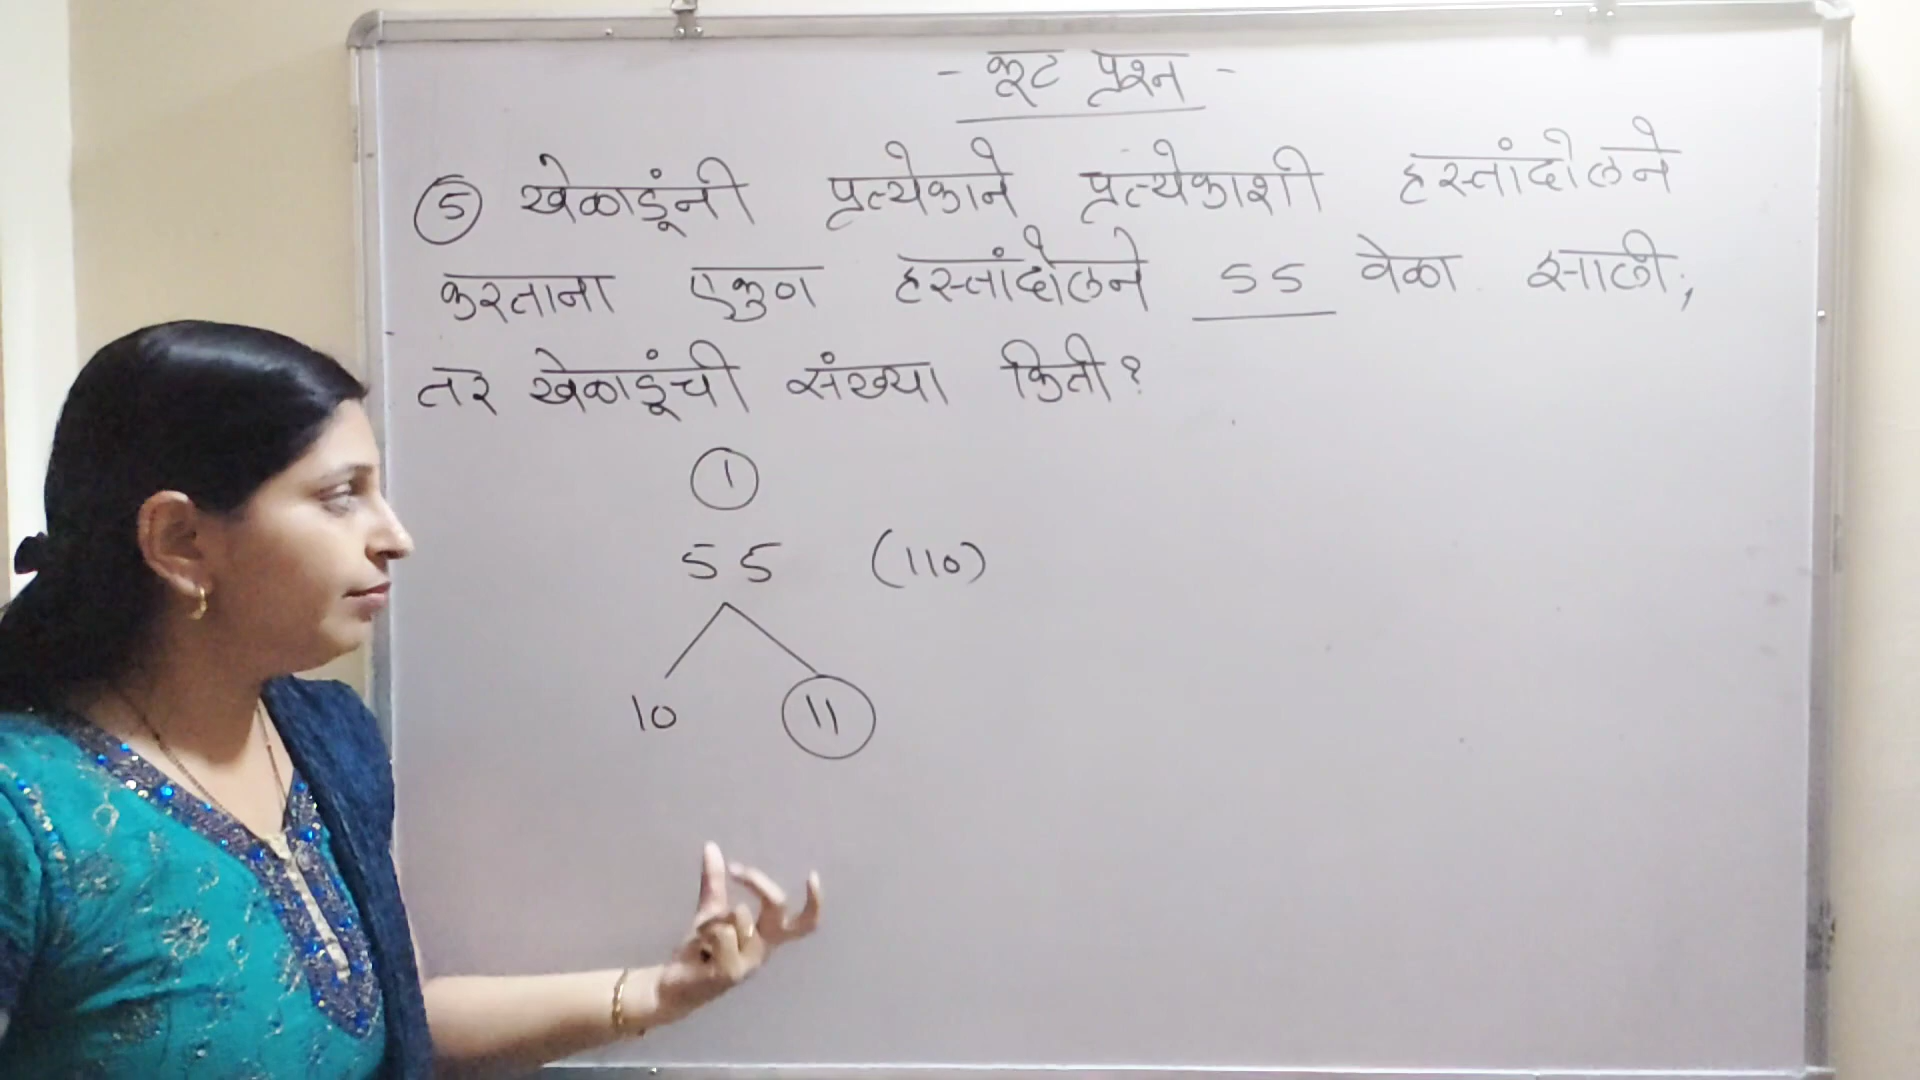 - कूट प्रश्न -
⑤ खेळाडूंनी प्रत्येकाने प्रत्येकाशी हस्तांदोलने
करताना एकुण हस्तांदोलने 55 वेळा झाली,
तर खेळाडूंची संख्या किती?
①
55 (110)
10 ⑪